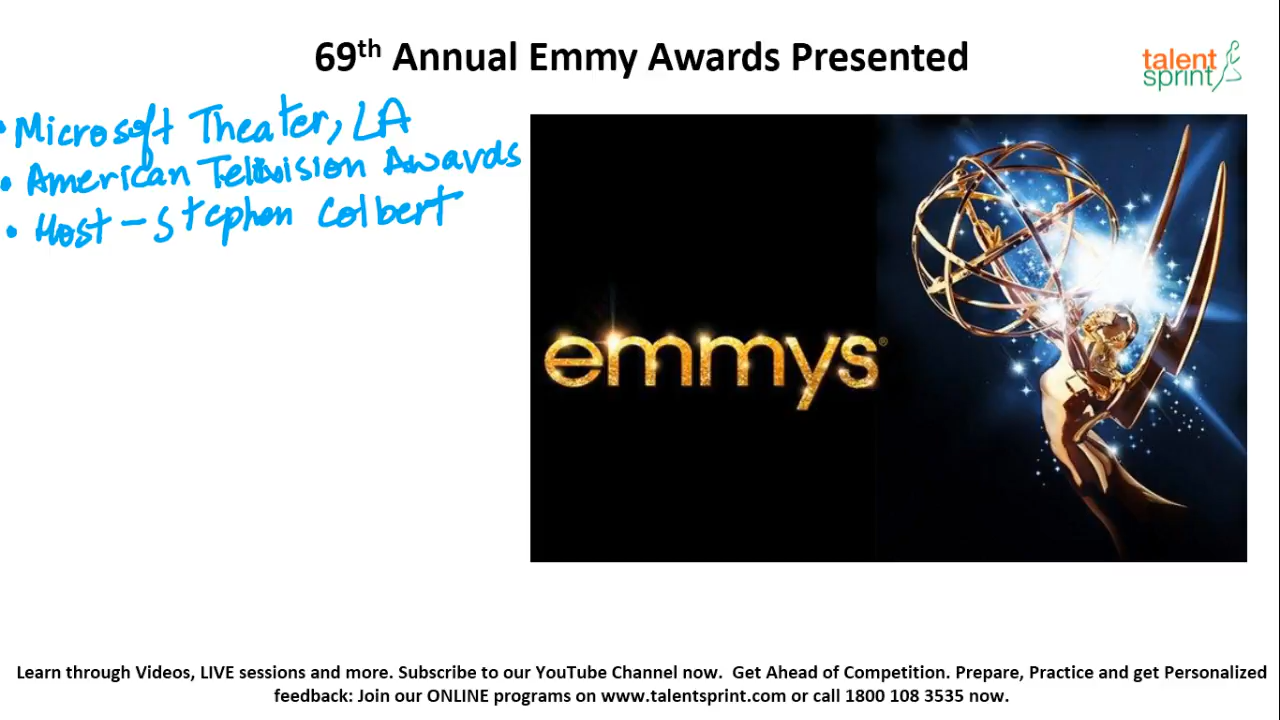 69th Annual Emmy Awards Presented
talent
sprint
• Microsoft Theater, LA
• American Television Awards
• Host – Stephen Colbert
emmys®
Learn through Videos, LIVE sessions and more. Subscribe to our YouTube Channel now.  Get Ahead of Competition. Prepare, Practice and get Personalized
feedback: Join our ONLINE programs on www.talentsprint.com or call 1800 108 3535 now.